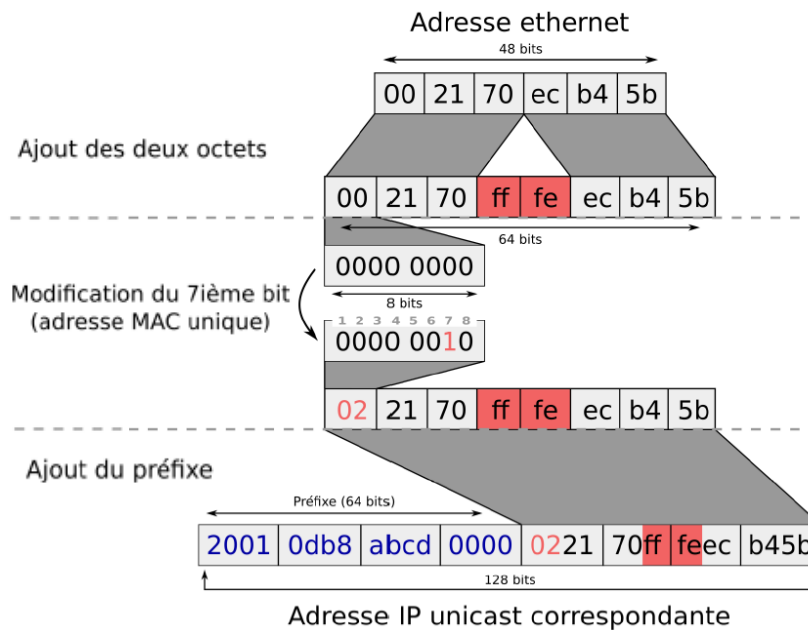 Adresse ethernet
48 bits
00 21 70 ec b4 5b
Ajout des deux octets
00 21 70 ff fe ec b4 5b
64 bits
0000 0000
Modification du 7ième bit
(adresse MAC unique)
8 bits
1 2 3 4 5 6 7 8
0000 0010
02 21 70 ff fe ec b4 5b
Ajout du préfixe
Préfixe (64 bits)
2001 0db8 abcd 0000 0221 70ff feec b45b
128 bits
Adresse IP unicast correspondante